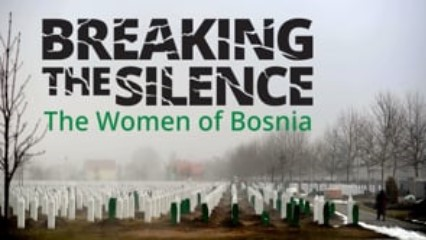 BREAKING
THE SILENCE
The Women of Bosnia